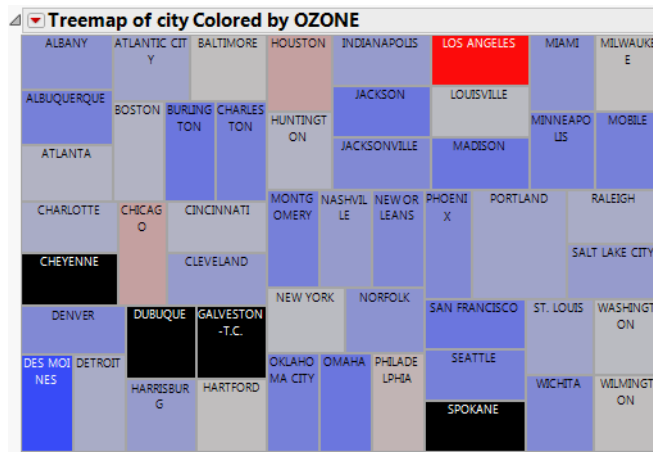 Treemap of city Colored by OZONE
ALBANY
ATLANTIC CIT
Y
BALTIMORE
HOUSTON
INDIANAPOLIS
LOS ANGELES
MIAMI
MILWAUKE
E
ALBUQUERQUE
BOSTON
BURLING
TON
CHARLES
TON
HUNTINGT
ON
JACKSON
LOUISVILLE
MINNEAPO
LIS
MOBILE
ATLANTA
JACKSONVILLE
MADISON
CHARLOTTE
CHICAG
O
CINCINNATI
MONTG
OMERY
NASHVIL
LE
NEW OR
LEANS
PHOENI
X
PORTLAND
RALEIGH
CHEYENNE
CLEVELAND
SALT LAKE CITY
DENVER
DUBUQUE
GALVESTON
-T.C.
NEW YORK
NORFOLK
SAN FRANCISCO
ST. LOUIS
WASHINGT
ON
DES MOI
NES
DETROIT
HARRISBUR
G
HARTFORD
OKLAHO
MA CITY
OMAHA
PHILADE
LPHIA
SEATTLE
WICHITA
WILMINGT
ON
SPOKANE